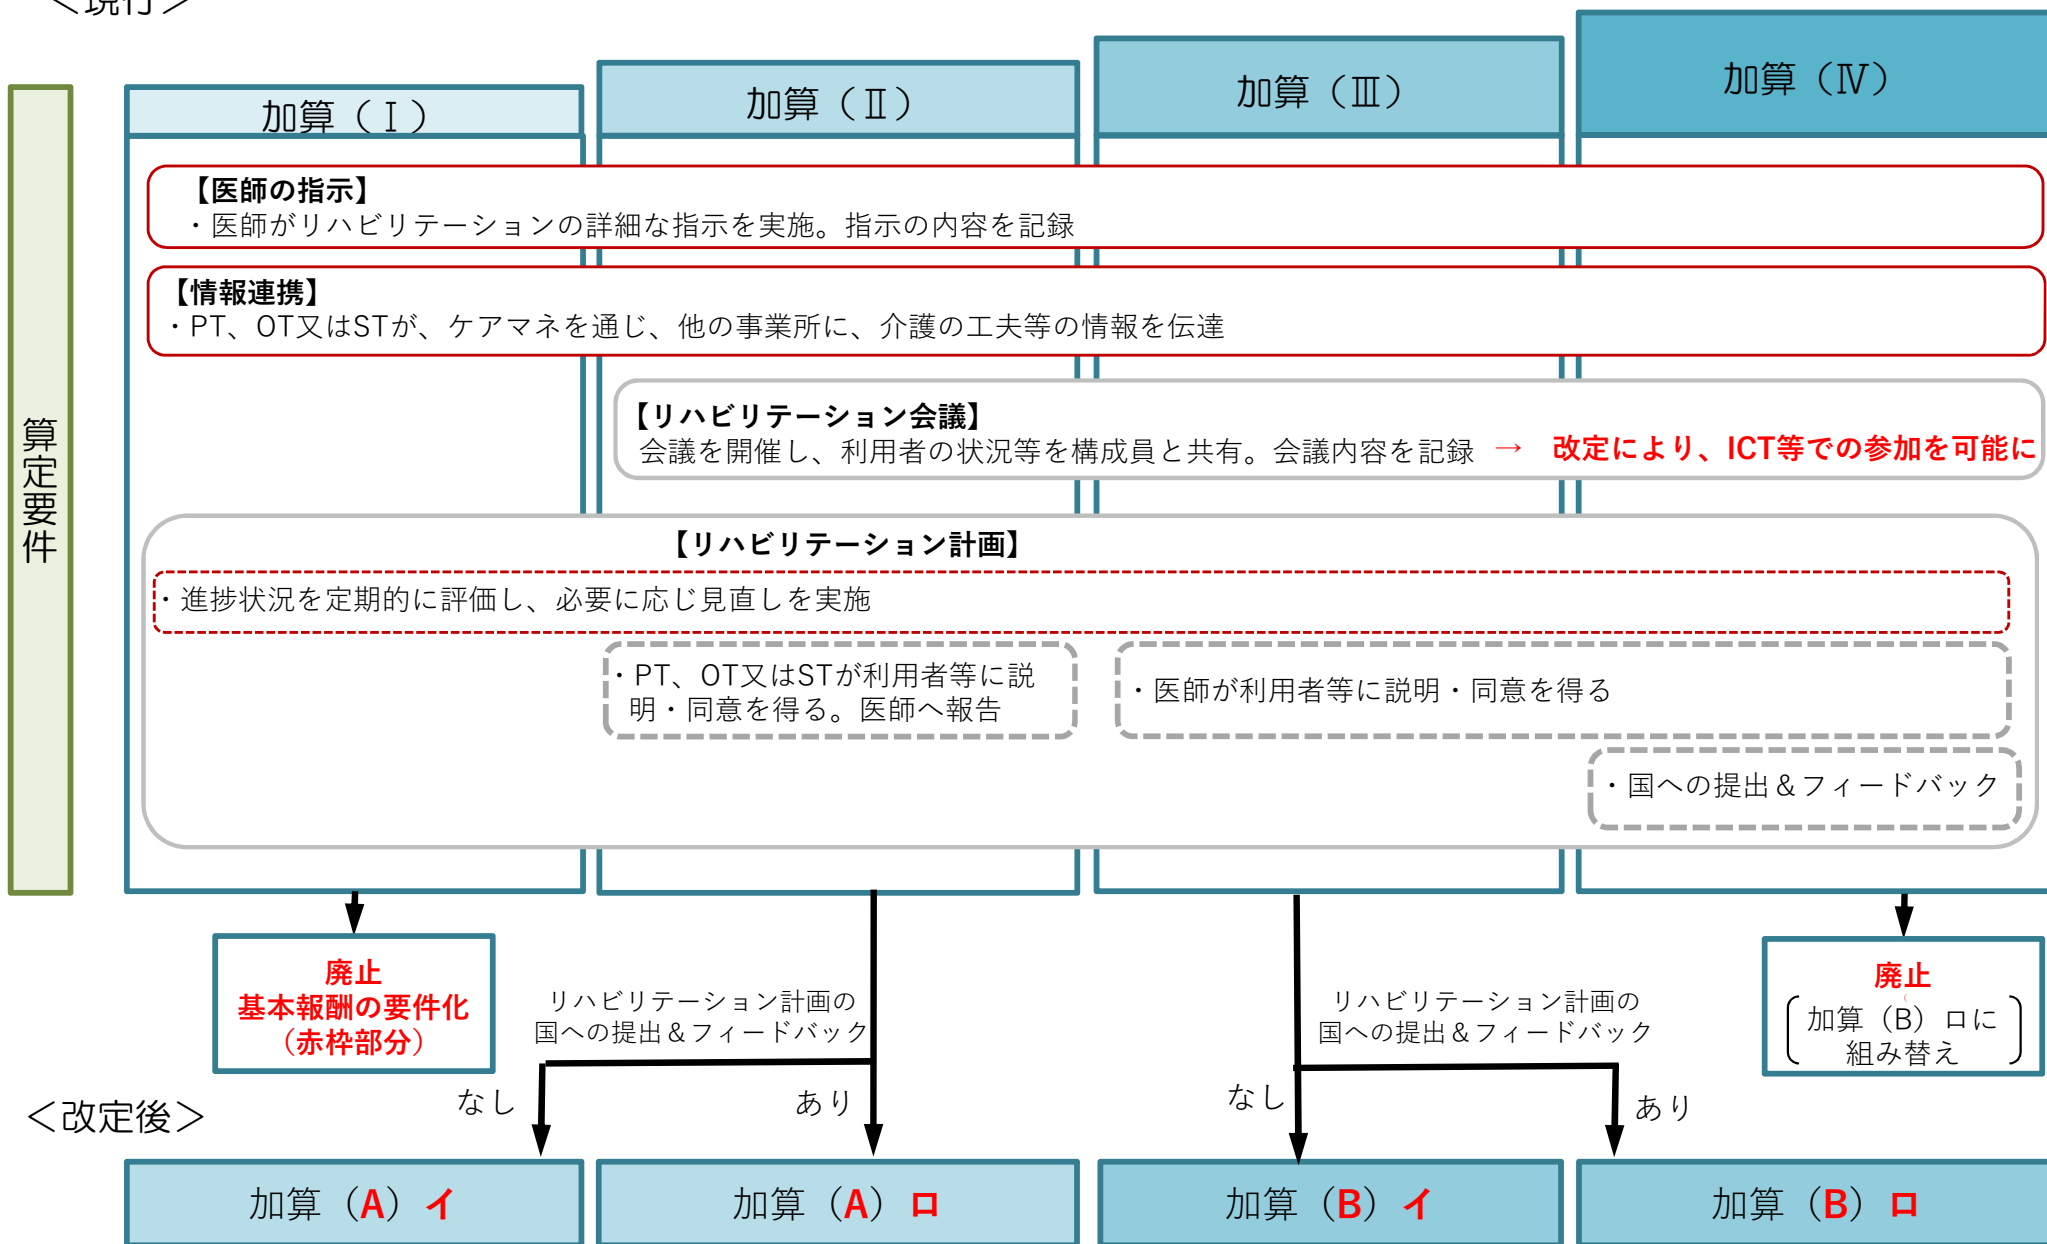 ＜現行＞
加算（Ⅰ）
加算（Ⅱ）
加算（Ⅲ）
加算（Ⅳ）
算定要件
【医師の指示】
・医師がリハビリテーションの詳細な指示を実施。指示の内容を記録
【情報連携】
・PT、OT又はSTが、ケアマネを通じ、他の事業所に、介護の工夫等の情報を伝達
【リハビリテーション会議】
会議を開催し、利用者の状況等を構成員と共有。会議内容を記録 → 改定により、ICT等での参加を可能に
【リハビリテーション計画】
・進捗状況を定期的に評価し、必要に応じ見直しを実施
・PT、OT又はSTが利用者等に説
明・同意を得る。医師へ報告
・医師が利用者等に説明・同意を得る
・国への提出＆フィードバック
廃止
基本報酬の要件化
（赤枠部分）
リハビリテーション計画の
国への提出＆フィードバック
なし
あり
リハビリテーション計画の
国への提出＆フィードバック
なし
あり
廃止
加算（B）ロに
組み替え
＜改定後＞
加算（A）イ
加算（A）ロ
加算（B）イ
加算（B）ロ